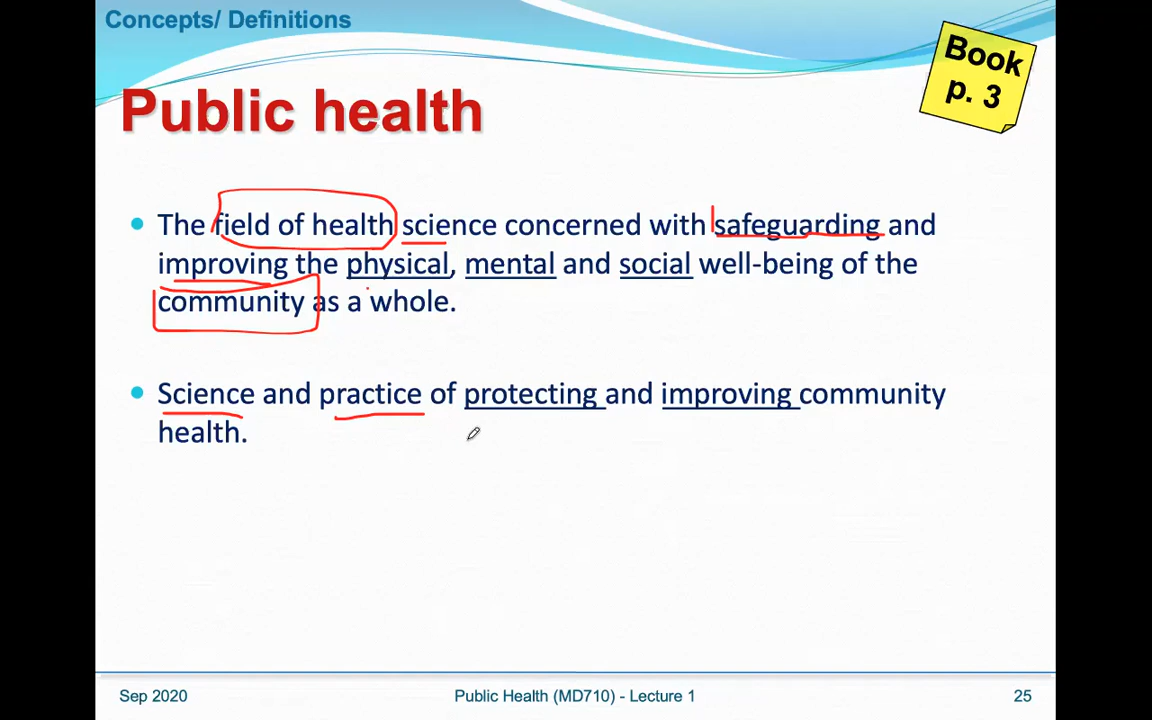 Concepts/ Definitions
Book
p. 3
Public health
• The field of health science concerned with safeguarding and
improving the physical, mental and social well-being of the
community as a whole.
• Science and practice of protecting and improving community
health.
Sep 2020
Public Health (MD710) - Lecture 1
25